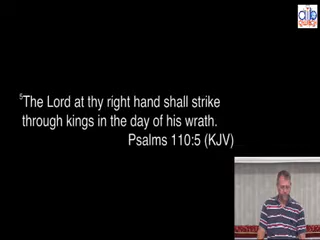 ⁵The Lord at thy right hand shall strike
through kings in the day of his wrath.
Psalms 110:5 (KJV)